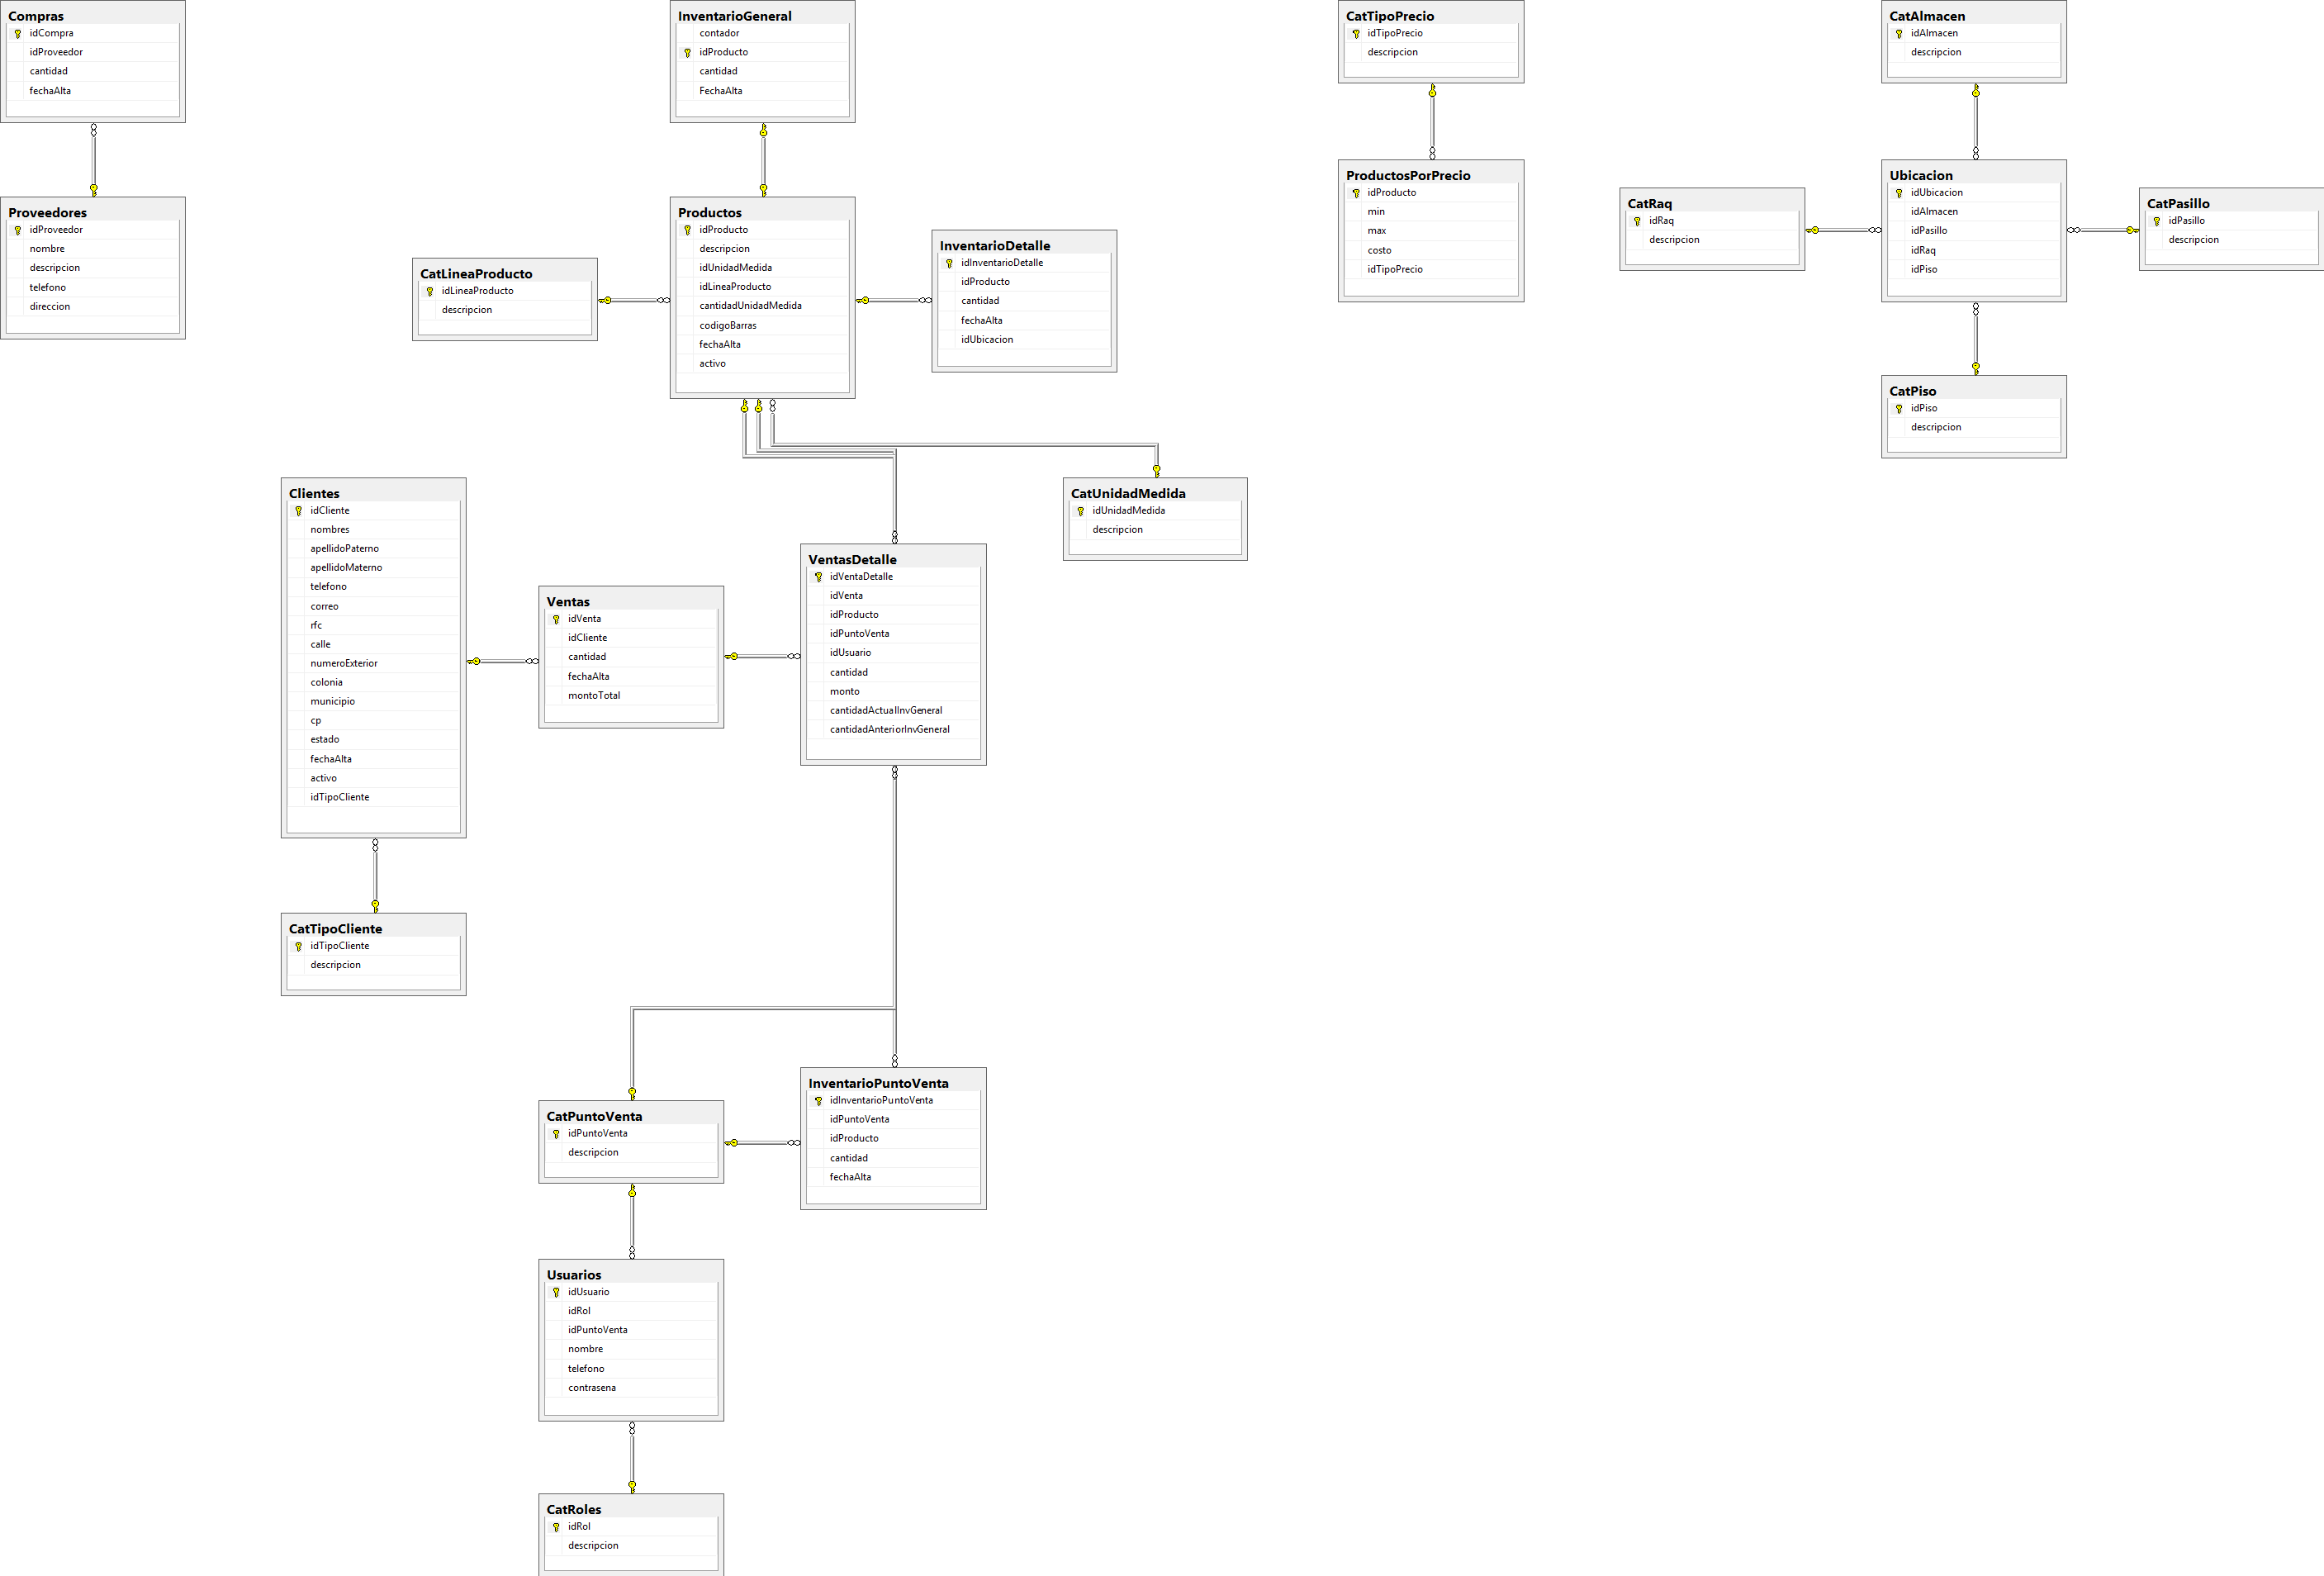 Compras
idCompra
idProveedor
cantidad
fechaAlta
Proveedores
idProveedor
nombre
descripcion
telefono
direccion
InventarioGeneral
contador
idProducto
cantidad
FechaAlta
Productos
idProducto
descripcion
idUnidadMedida
idLineaProducto
cantidadUnidadMedida
codigoBarras
fechaAlta
activo
CatLineaProducto
idLineaProducto
descripcion
InventarioDetalle
idInventarioDetalle
idProducto
cantidad
fechaAlta
idUbicacion
CatTipoPrecio
idTipoPrecio
descripcion
ProductosPorPrecio
idProducto
min
max
costo
idTipoPrecio
CatAlmacen
idAlmacen
descripcion
CatRaq
idRaq
descripcion
Ubicacion
idUbicacion
idAlmacen
idPasillo
idRaq
idPiso
CatPasillo
idPasillo
descripcion
CatPiso
idPiso
descripcion
Clientes
idCliente
nombres
apellidoPaterno
apellidoMaterno
telefono
correo
rfc
calle
numeroExterior
colonia
municipio
cp
estado
fechaAlta
activo
idTipoCliente
Ventas
idVenta
idCliente
cantidad
fechaAlta
montoTotal
VentasDetalle
idVentaDetalle
idVenta
idProducto
idPuntoVenta
idUsuario
cantidad
monto
cantidadActualInvGeneral
cantidadAnteriorInvGeneral
CatUnidadMedida
idUnidadMedida
descripcion
CatTipoCliente
idTipoCliente
descripcion
CatPuntoVenta
idPuntoVenta
descripcion
InventarioPuntoVenta
idInventarioPuntoVenta
idPuntoVenta
idProducto
cantidad
fechaAlta
Usuarios
idUsuario
idRol
idPuntoVenta
nombre
telefono
contrasena
CatRoles
idRol
descripcion